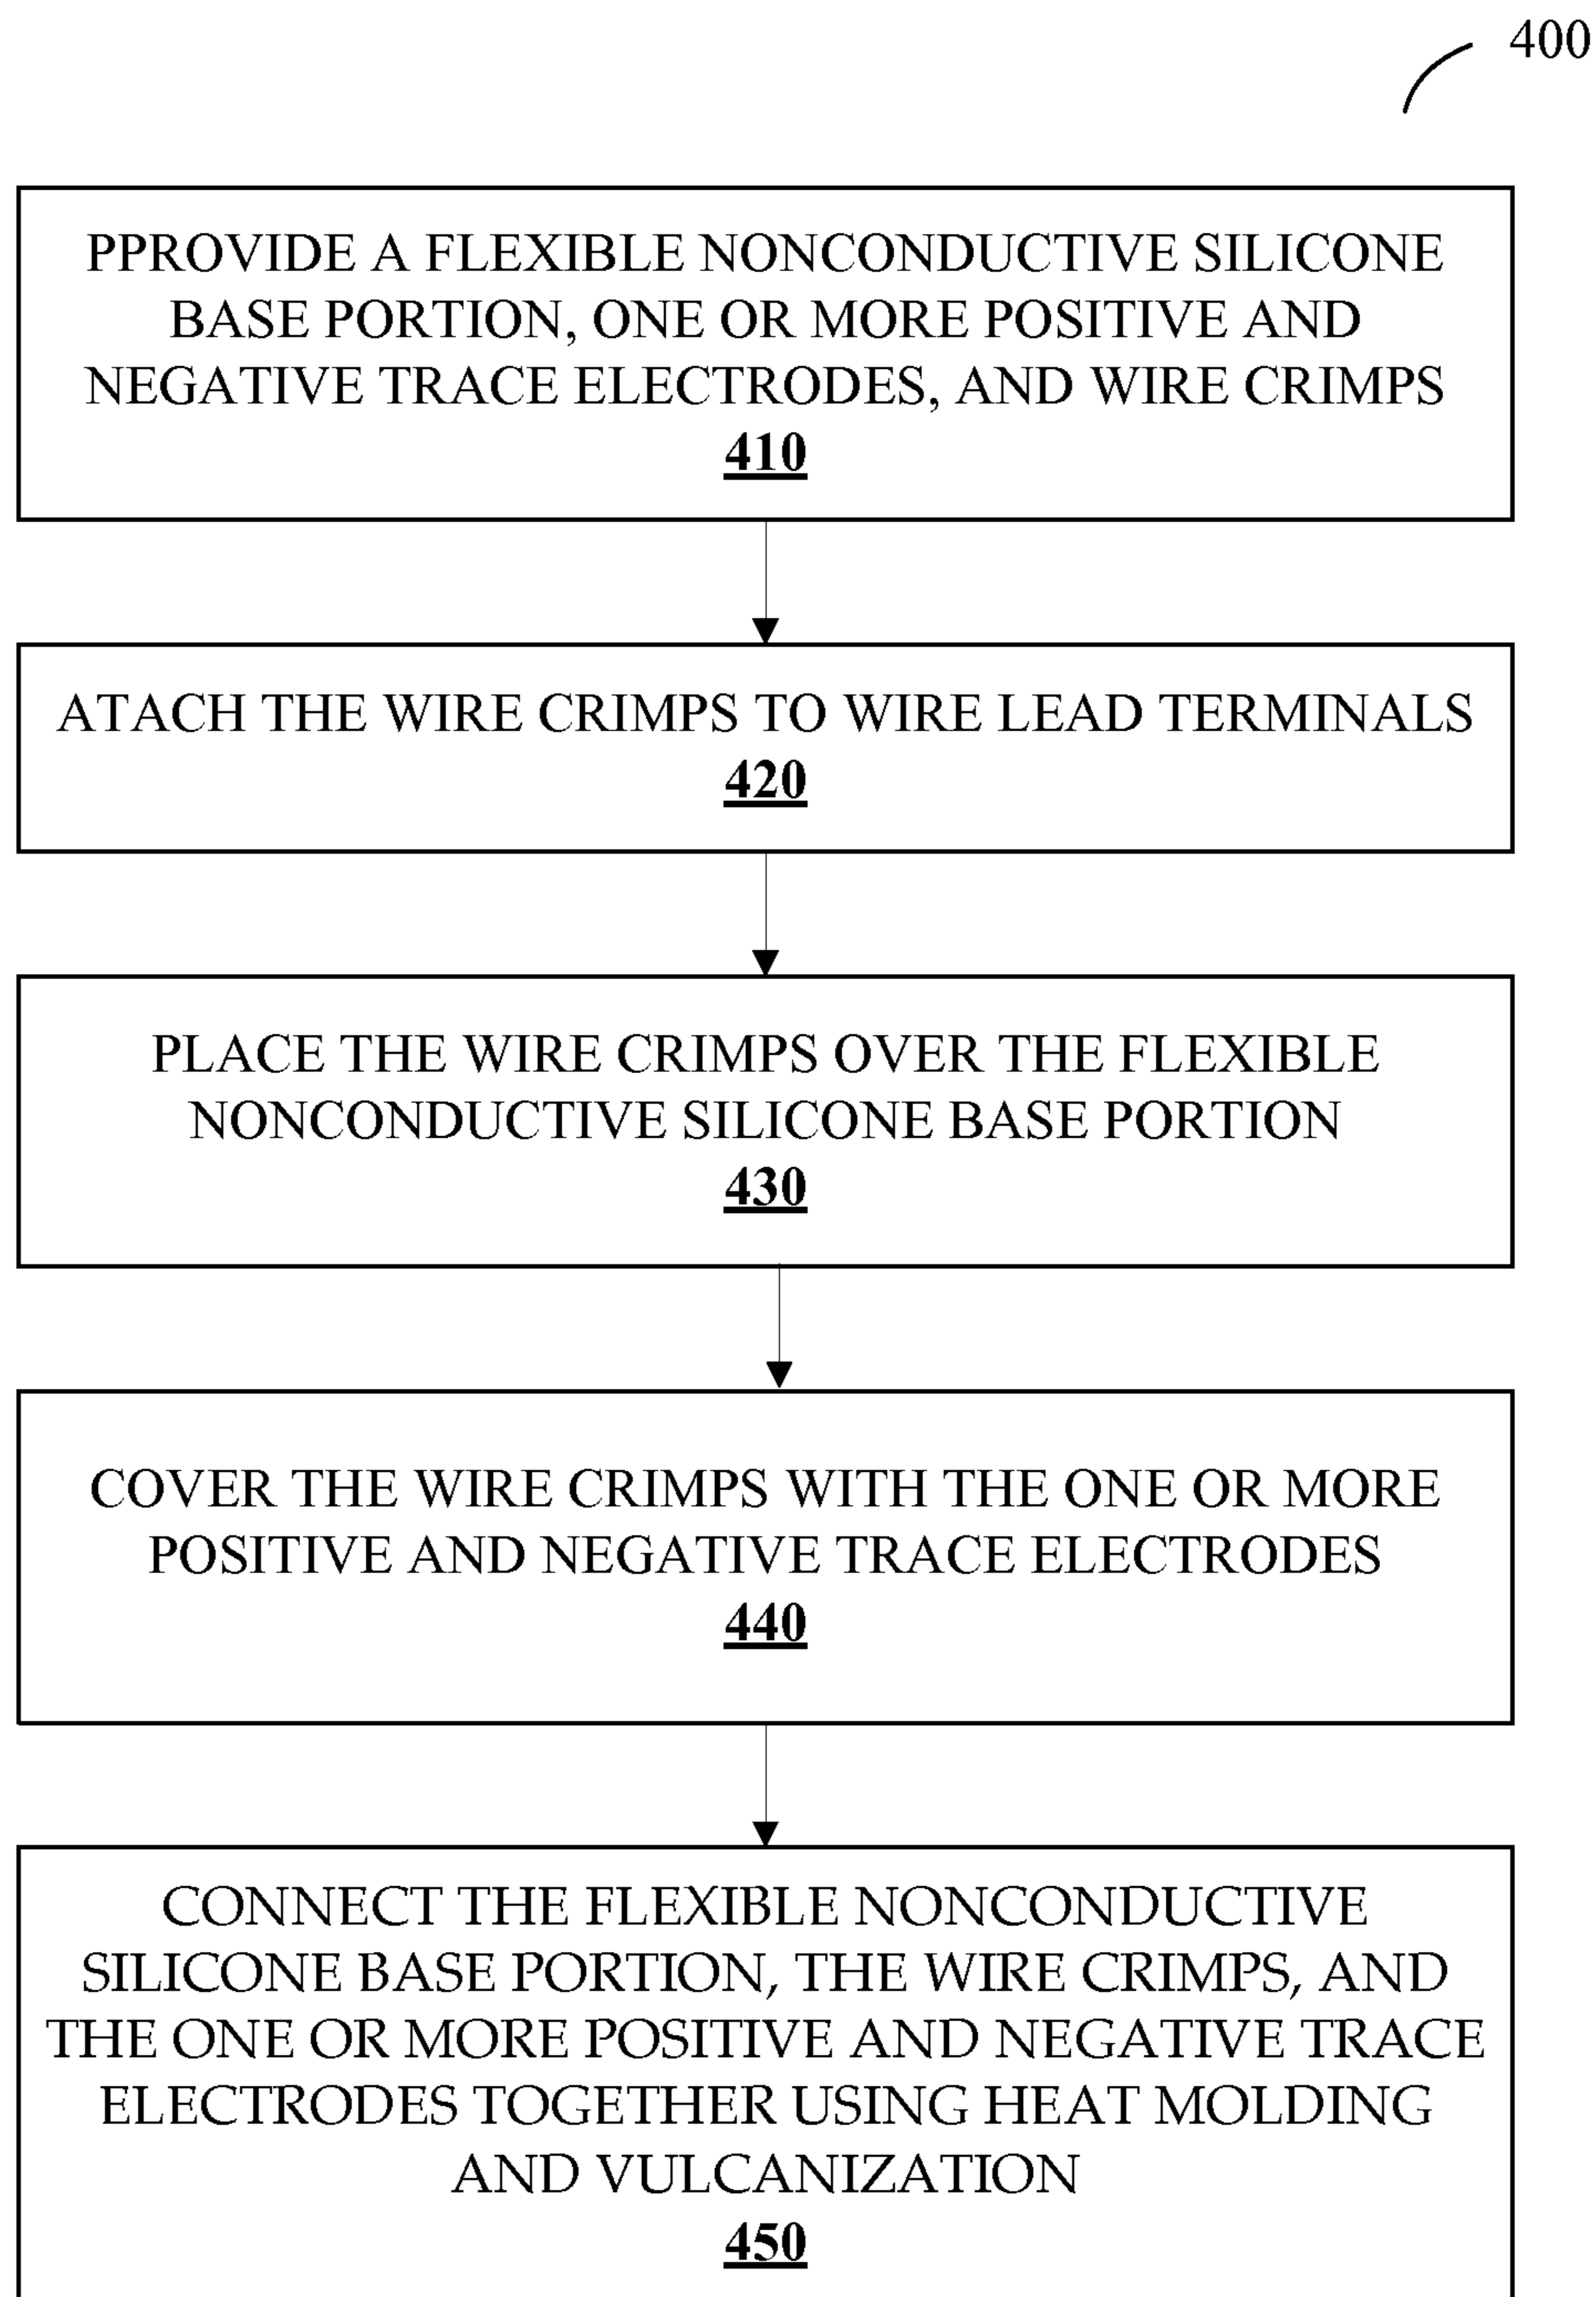 400
PPROVIDE A FLEXIBLE NONCONDUCTIVE SILICONE
BASE PORTION, ONE OR MORE POSITIVE AND
NEGATIVE TRACE ELECTRODES, AND WIRE CRIMPS
410
ATACH THE WIRE CRIMPS TO WIRE LEAD TERMINALS
420
PLACE THE WIRE CRIMPS OVER THE FLEXIBLE
NONCONDUCTIVE SILICONE BASE PORTION
430
COVER THE WIRE CRIMPS WITH THE ONE OR MORE
POSITIVE AND NEGATIVE TRACE ELECTRODES
440
CONNECT THE FLEXIBLE NONCONDUCTIVE
SILICONE BASE PORTION, THE WIRE CRIMPS, AND
THE ONE OR MORE POSITIVE AND NEGATIVE TRACE
ELECTRODES TOGETHER USING HEAT MOLDING
AND VULCANIZATION
450